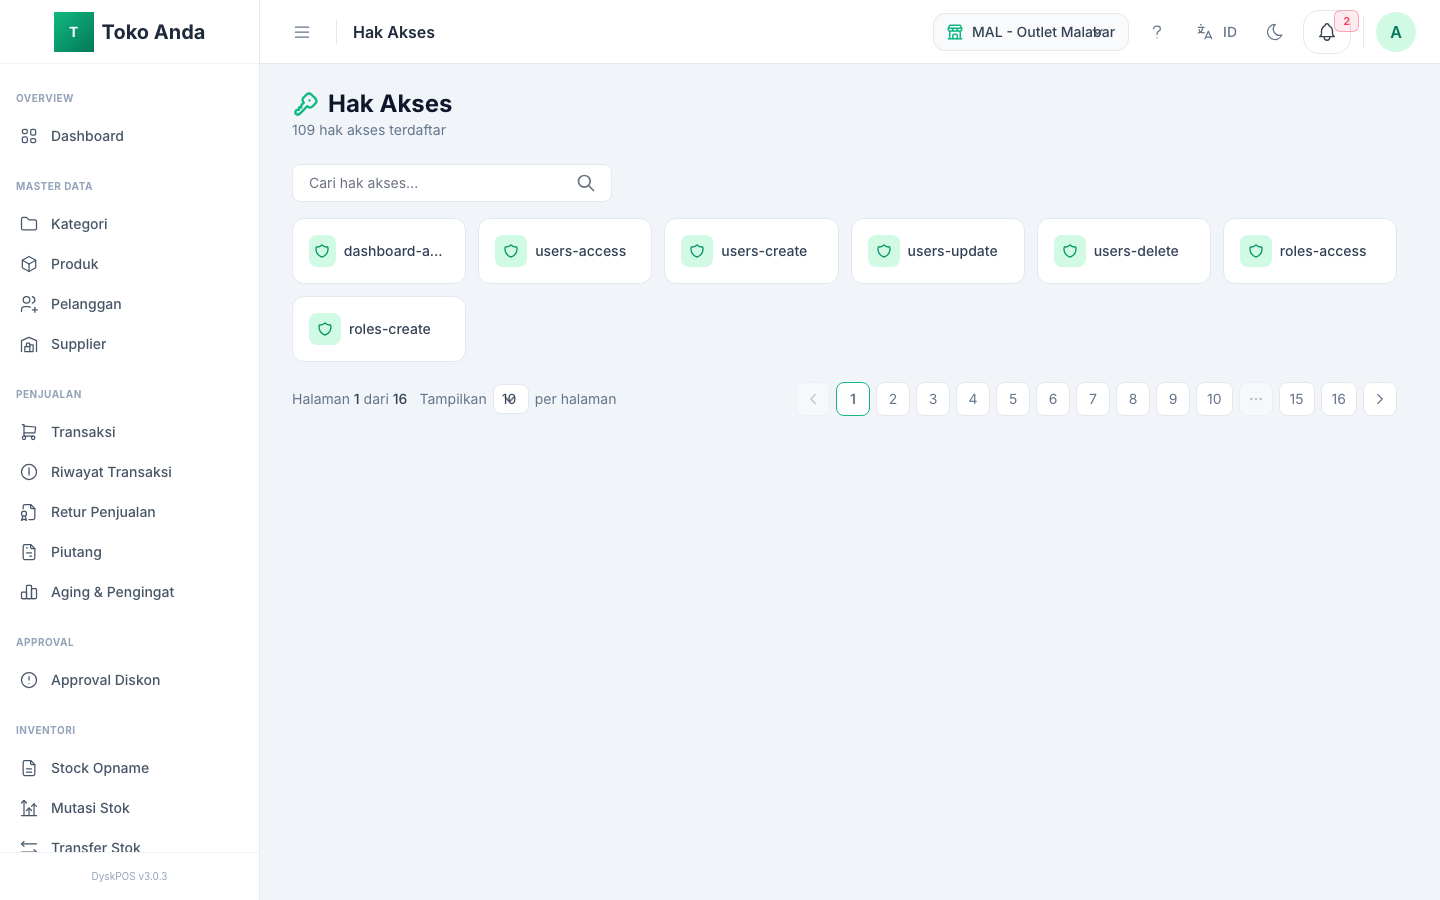 T Toko Anda
Hak Akses
MAL - Outlet Malabar
?
ID
2
A
OVERVIEW
Dashboard
MASTER DATA
Kategori
Produk
Pelanggan
Supplier
PENJUALAN
Transaksi
Riwayat Transaksi
Retur Penjualan
Piutang
Aging & Pengingat
APPROVAL
Approval Diskon
INVENTORI
Stock Opname
Mutasi Stok
Transfer Stok
DyskPOS v3.0.3
Hak Akses
109 hak akses terdaftar
Cari hak akses...
dashboard-a...
users-access
users-create
users-update
users-delete
roles-access
roles-create
Halaman 1 dari 16 Tampilkan 10 per halaman
1 2 3 4 5 6 7 8 9 10 ... 15 16